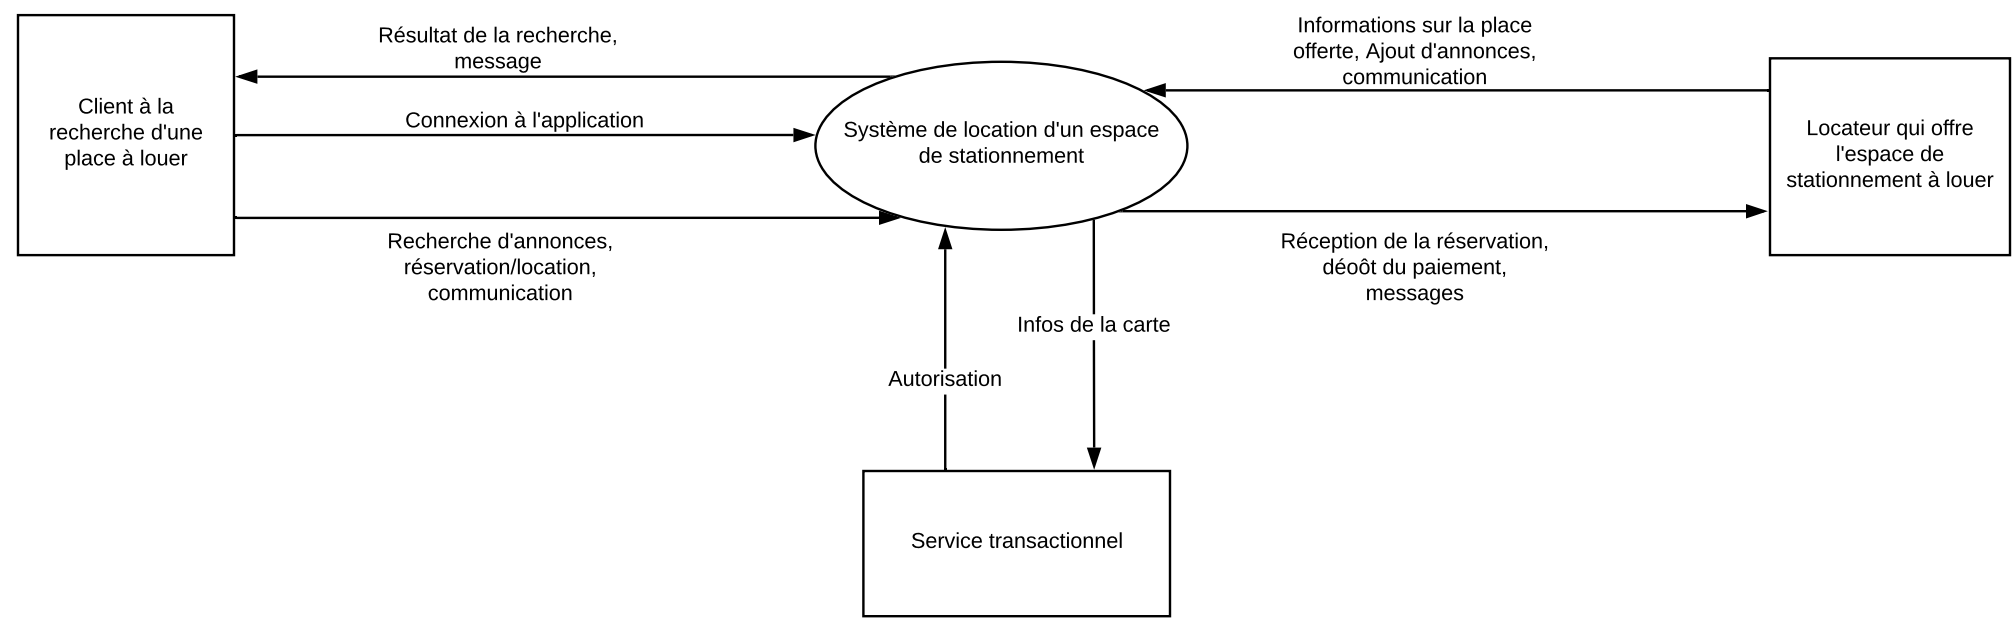 Résultat de la recherche,
message
Informations sur la place
offerte, Ajout d'annonces,
communication
Client à la
recherche d'une
place à louer
Connexion à l'application
Système de location d'un espace
de stationnement
Locateur qui offre
l'espace de
stationnement à louer
Recherche d'annonces,
réservation/location,
communication
Réception de la réservation,
déoôt du paiement,
messages
Infos de la carte
Autorisation
Service transactionnel